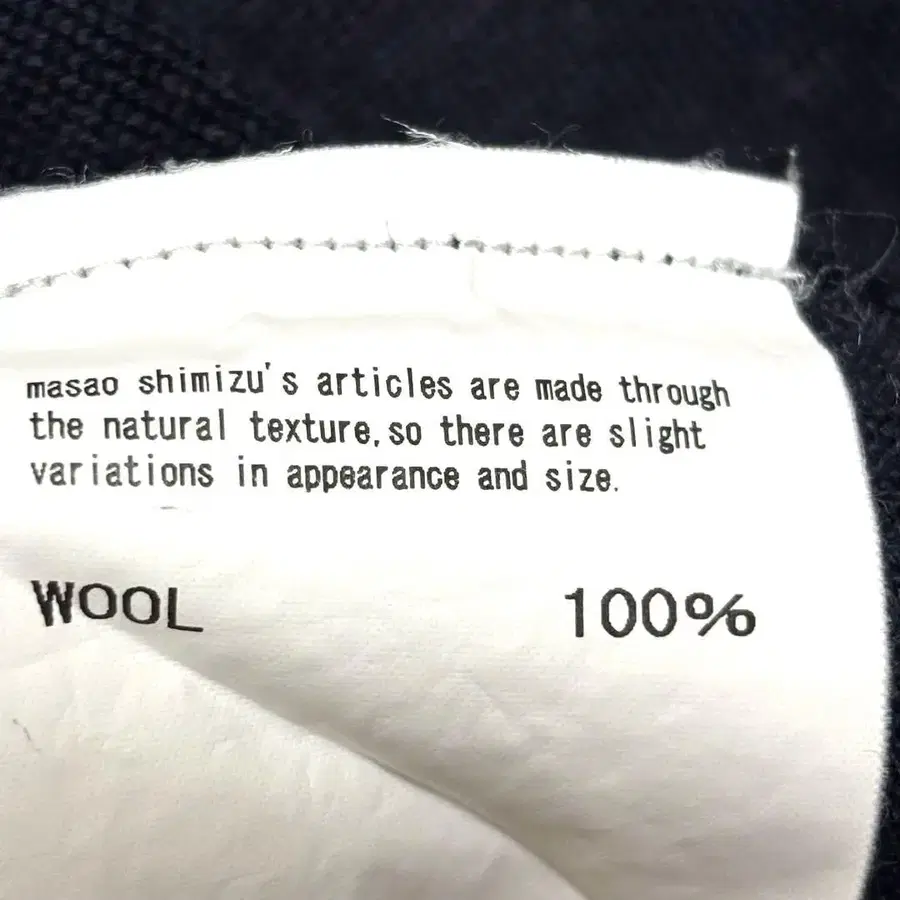 masao shimizu's articles are made through
the natural texture,so there are slight
variations in appearance and size.
WOOL 100%